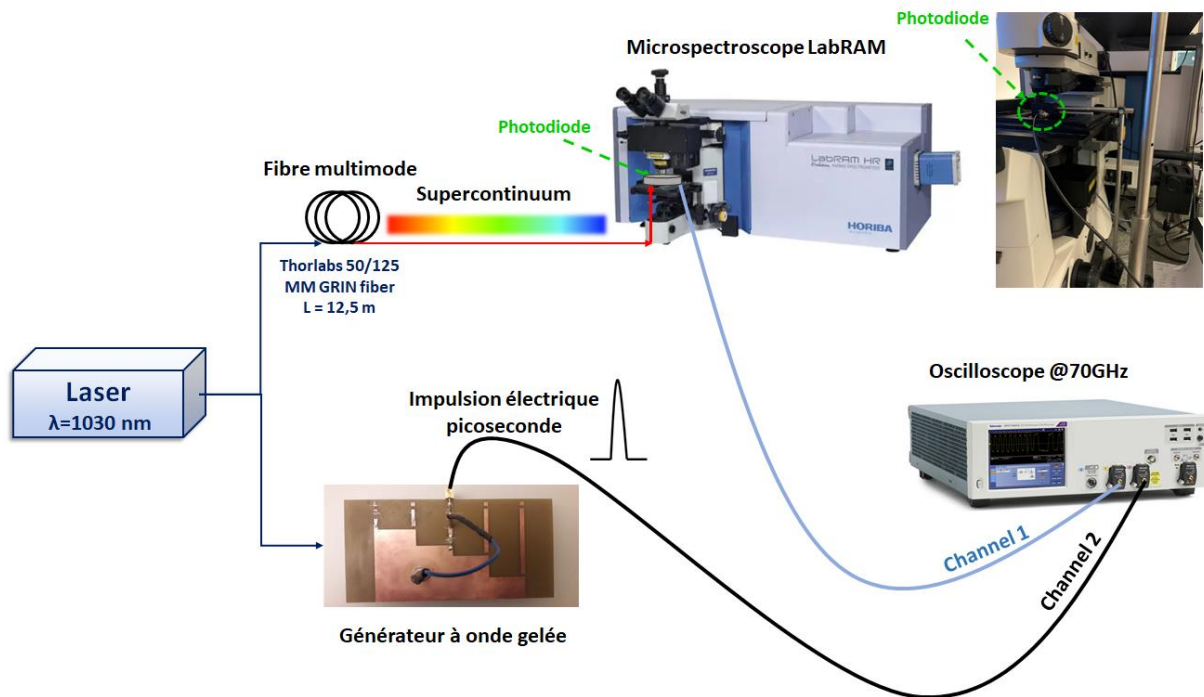 Photodiode
Microspectroscope LabRAM
Photodiode
LabRAM HR
HORIBA
Fibre multimode
Supercontinuum
Thorlabs 50/125
MM GRIN fiber
L = 12,5 m
Laser
λ=1030 nm
Impulsion électrique
picoseconde
Oscilloscope @70GHz
Channel 1
Channel 2
Générateur à onde gelée